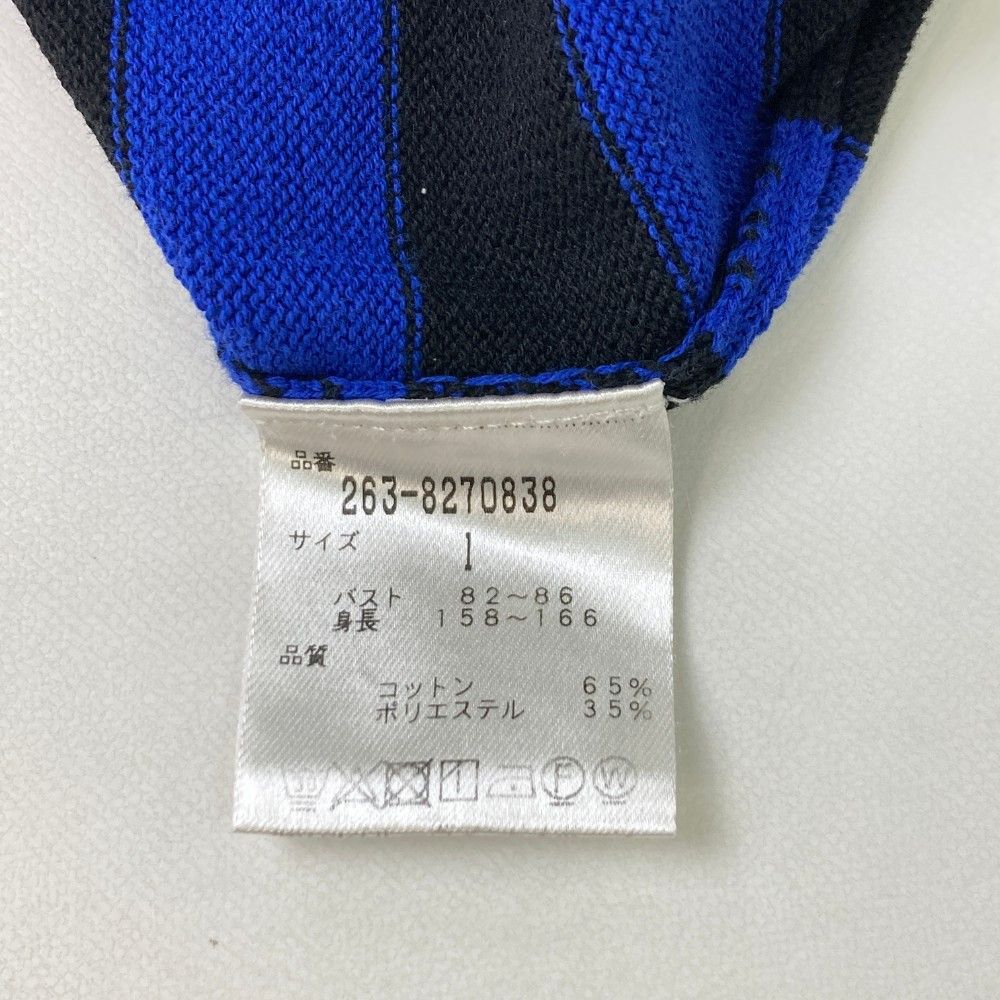 品番
263-8270838
サイズ 1
バスト 82～86
身長 158～166
品質
コットン 65%
ポリエステル 35%
F W